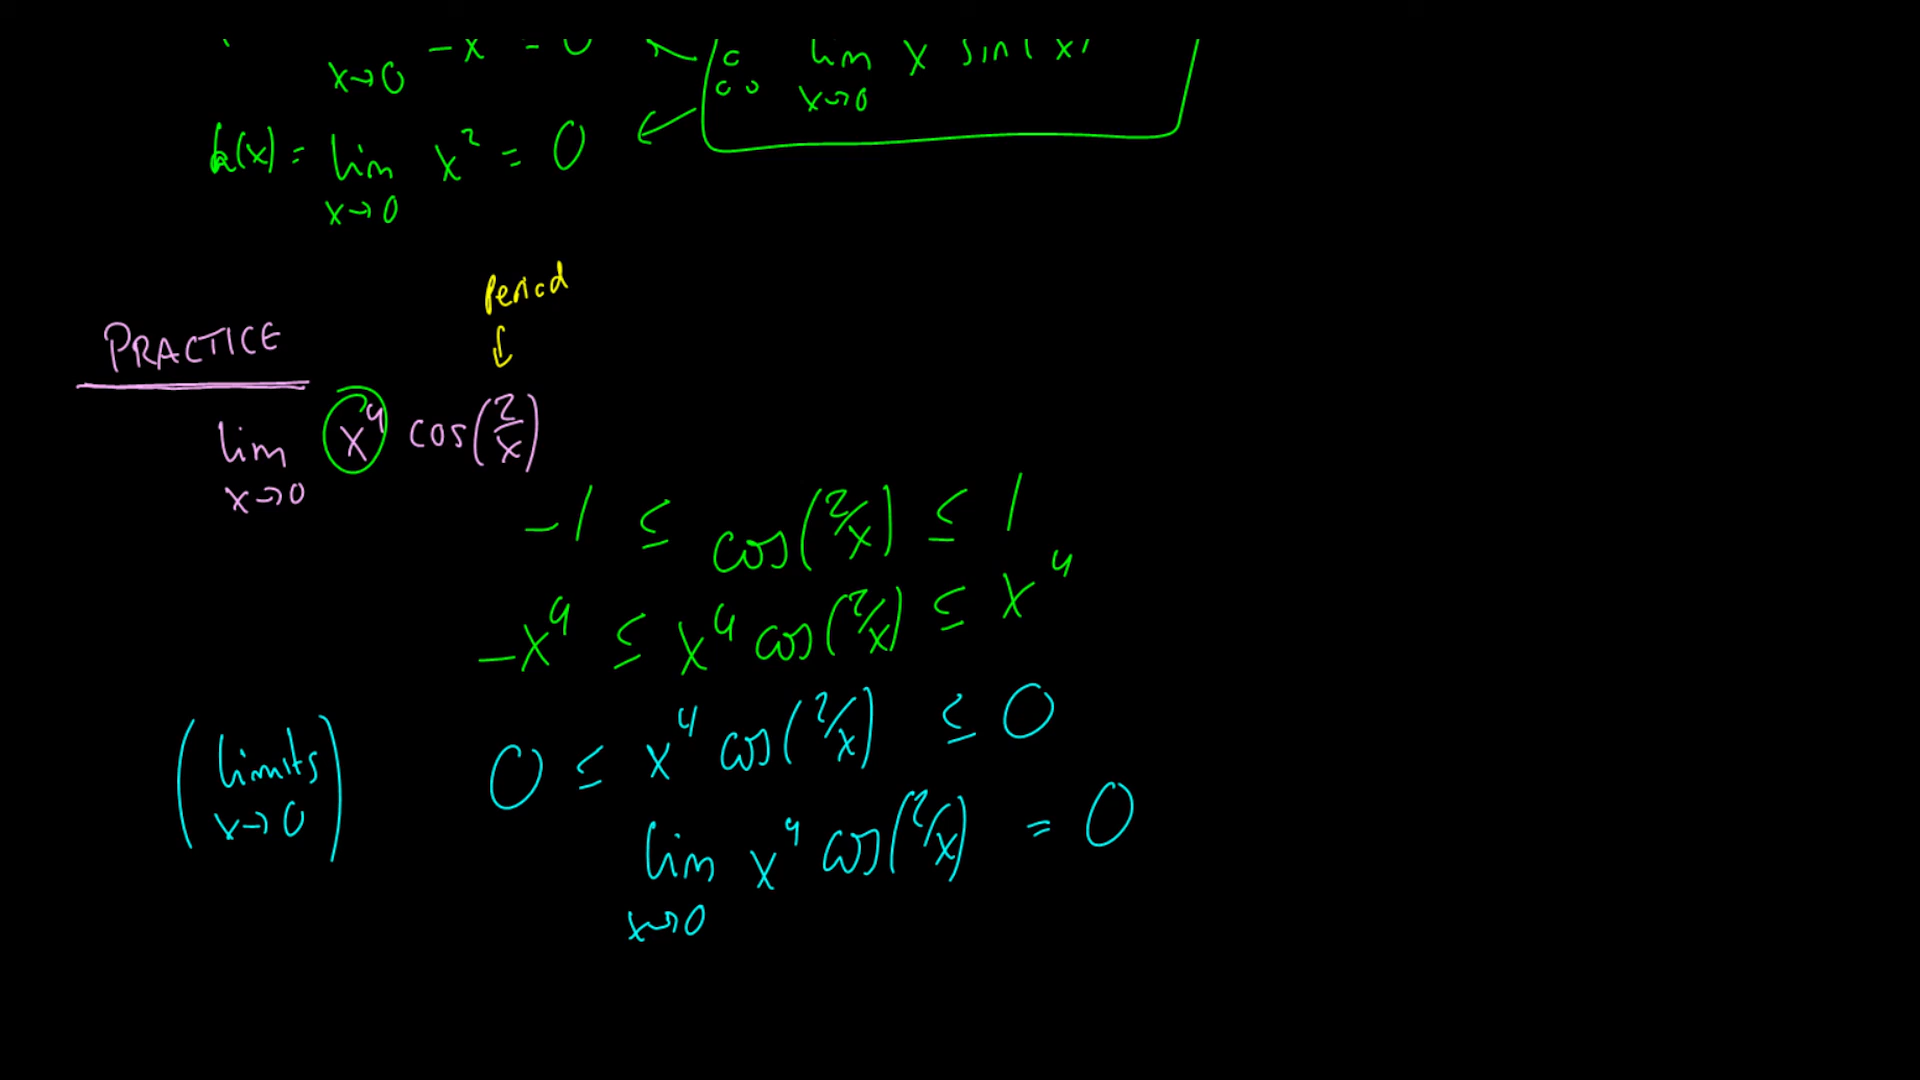 x→0 -x = 0
lim x sin( x )
x→0
h(x) = lim x² = 0
x→0
Period
PRACTICE
lim x⁴ cos(2/x)
x→0
-1 ≤ cos(2/x) ≤ 1
-x⁴ ≤ x⁴ cos(2/x) ≤ x⁴
(limits x→0) 0 ≤ x⁴ cos(2/x) ≤ 0
lim x⁴ cos(2/x) = 0
x→0